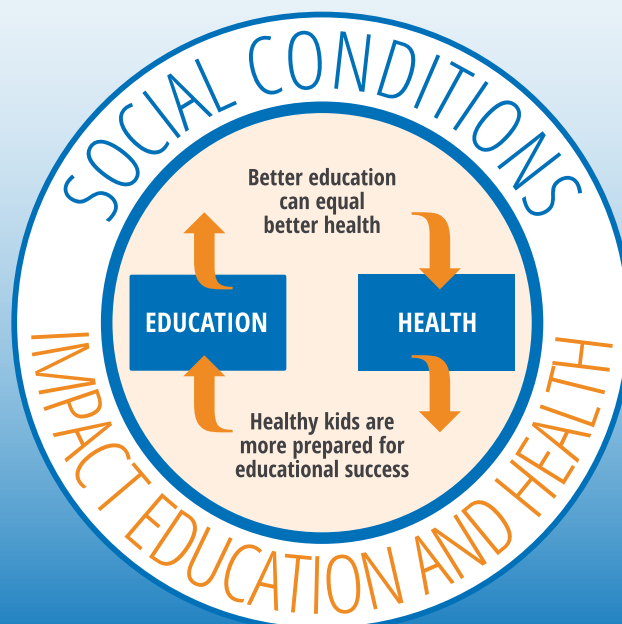 SOCIAL CONDITIONS
Better education
can equal
better health
EDUCATION
HEALTH
Healthy kids are
more prepared for
educational success
IMPACT EDUCATION AND HEALTH